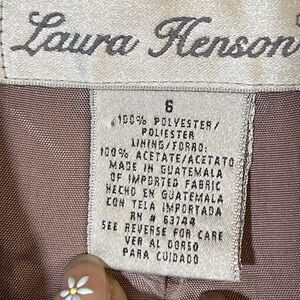 Laura Henson
6
100% POLYESTER/
POLIESTER
LINING/FORRO:
100% ACETATE/ACETATO
MADE IN GUATEMALA
OF IMPORTED FABRIC
HECHO EN GUATEMALA
CON TELA IMPORTADA
RN # 63744
SEE REVERSE FOR CARE
VER AL DORSO
PARA CUIDADO